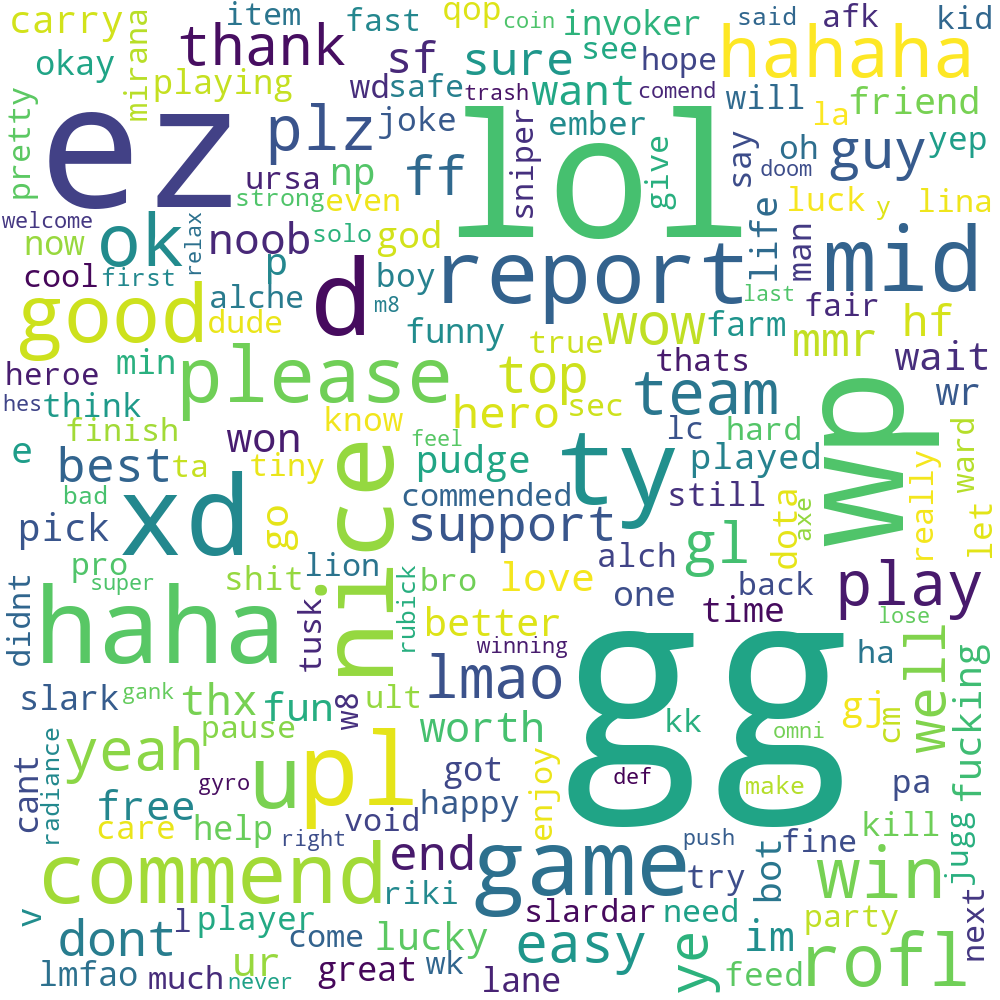 carry
mirana
item
fast
qop
coin
invoker
said
afk
kid
okay
thank
sf
sure
see
hope
hahaha
playing
wd
safe
trash
want
comend
will
la
friend
pretty
ez
plz
joke
lol
sniper
ember
give
say
oh
guy
yep
ursa
np
doom
welcome
strong
even
life
luck
y
lina
now
ok
relax
noob
solo
god
man
cool
first
p
d
boy
report
mid
good
alche
m8
last
fair
dude
funny
wow
farm
hf
min
please
true
mmr
heroe
top
thats
wait
hes
think
know
hero
sec
team
wp
wr
finish
won
feel
lc
hard
ward
e
best
ta
tiny
nice
pudge
ty
played
really
bad
xd
go
commended
still
dota
axe
let
pick
support
gl
pro
lion
alch
super
shit
rubick
bro
love
one
back
play
didnt
haha
tusk
better
time
lose
winning
gg
ha
well
slark
gank
thx
fun
w8
ult
lmao
kk
gj
cm
fucking
yeah
pause
worth
omni
radiance
u
pl
got
gyro
def
make
pa
cant
free
happy
enjoy
care
help
right
void
push
fine
kill
jugg
commend
end
game
try
bot
win
riki
v
l
player
slardar
need
party
next
dont
come
lucky
easy
ye
im
rofl
lmfao
much
ur
never
great
wk
lane
feed